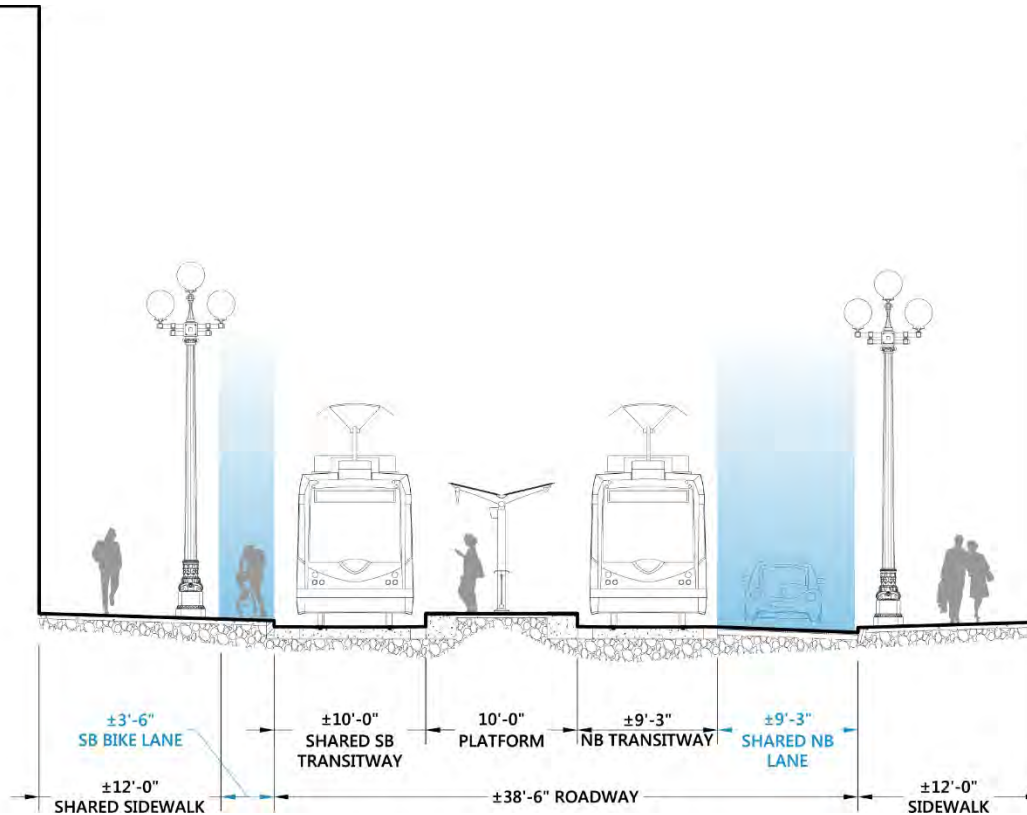 ±3'-6"
SB BIKE LANE
±10'-0"
SHARED SB
TRANSITWAY
10'-0"
PLATFORM
±9'-3"
NB TRANSITWAY
±9'-3"
SHARED NB
LANE
±12'-0"
SHARED SIDEWALK
±38'-6" ROADWAY
±12'-0"
SIDEWALK